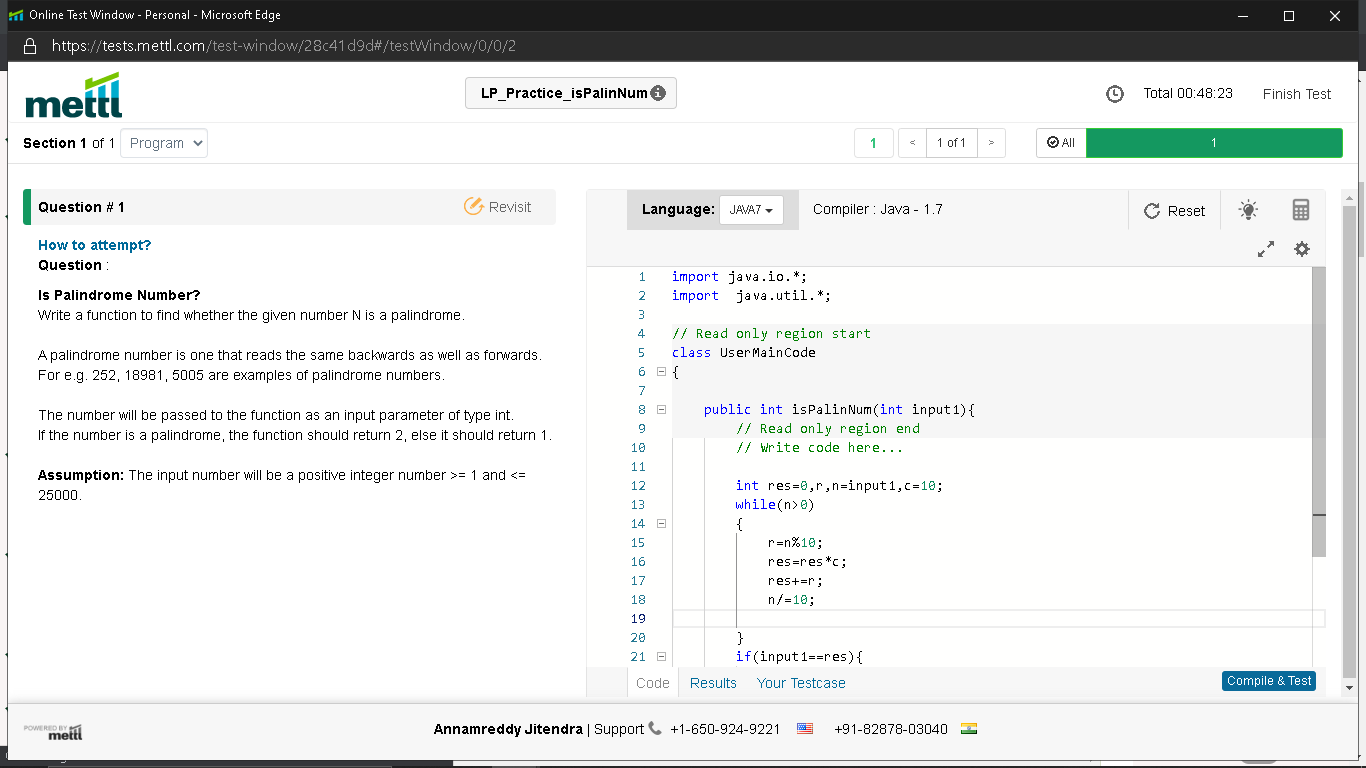 Online Test Window - Personal - Microsoft Edge
https://tests.mettl.com/test-window/28c41d9d#/testWindow/0/0/2
mettl
LP_Practice_isPalinNum
Total 00:48:23
Finish Test
Section 1 of 1
Program
1
<
1 of 1
>
All
1
Question # 1
Revisit
How to attempt?
Question :
Is Palindrome Number?
Write a function to find whether the given number N is a palindrome.
A palindrome number is one that reads the same backwards as well as forwards.
For e.g. 252, 18981, 5005 are examples of palindrome numbers.
The number will be passed to the function as an input parameter of type int.
If the number is a palindrome, the function should return 2, else it should return 1.
Assumption: The input number will be a positive integer number >= 1 and <=
25000.
Language: JAVA7
Compiler : Java - 1.7
Reset
1 import java.io.*;
2 import  java.util.*;
3
4 // Read only region start
5 class UserMainCode
6 {
7
8     public int isPalinNum(int input1){
9         // Read only region end
10         // Write code here...
11
12         int res=0,r,n=input1,c=10;
13         while(n>0)
14         {
15             r=n%10;
16             res=res*c;
17             res+=r;
18             n/=10;
19
20         }
21         if(input1==res){
Code
Results
Your Testcase
Compile & Test
POWERED BY
mettl
Annamreddy Jitendra | Support +1-650-924-9221 +91-82878-03040